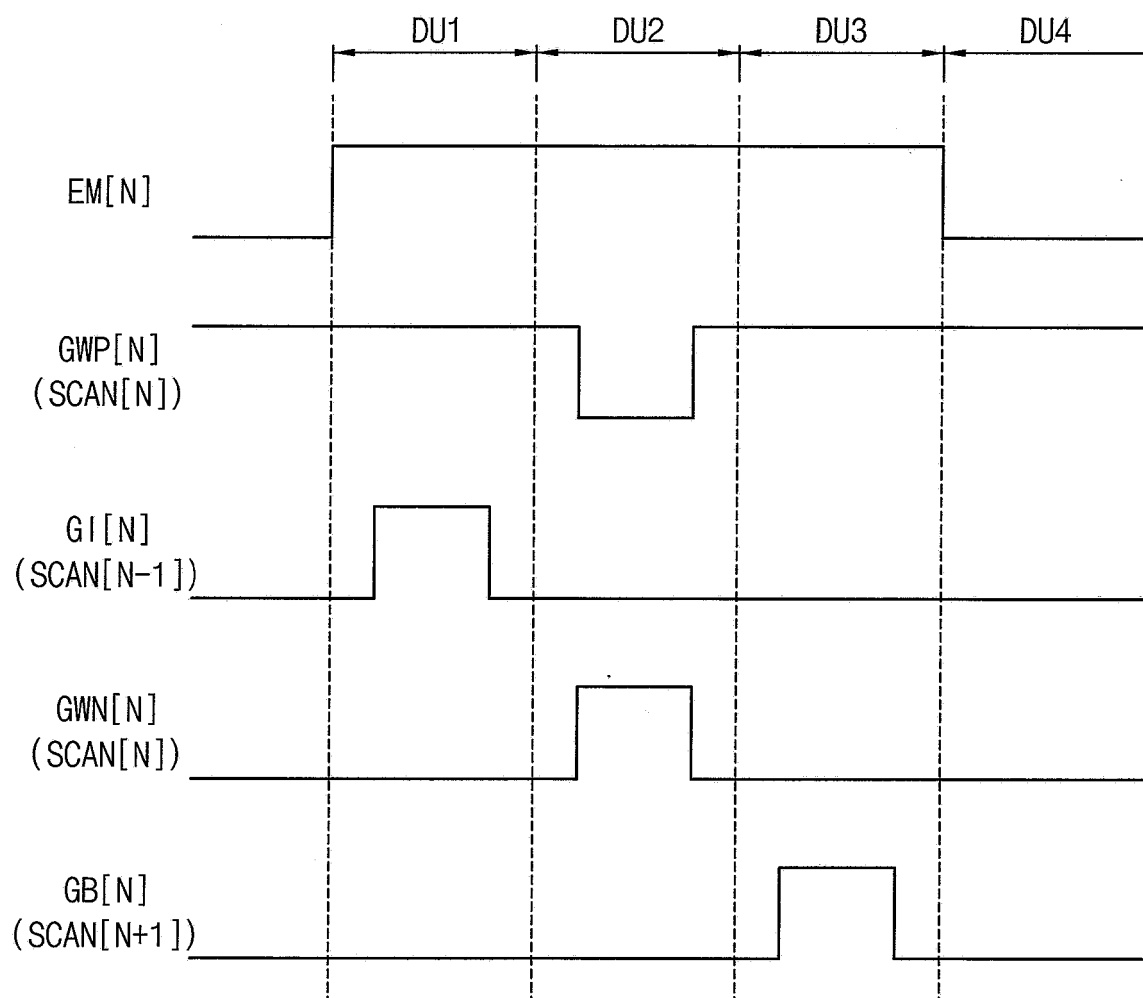 DU1 DU2 DU3 DU4
EM[N]
GWP[N]
(SCAN[N])
GI[N]
(SCAN[N-1])
GWN[N]
(SCAN[N])
GB[N]
(SCAN[N+1])